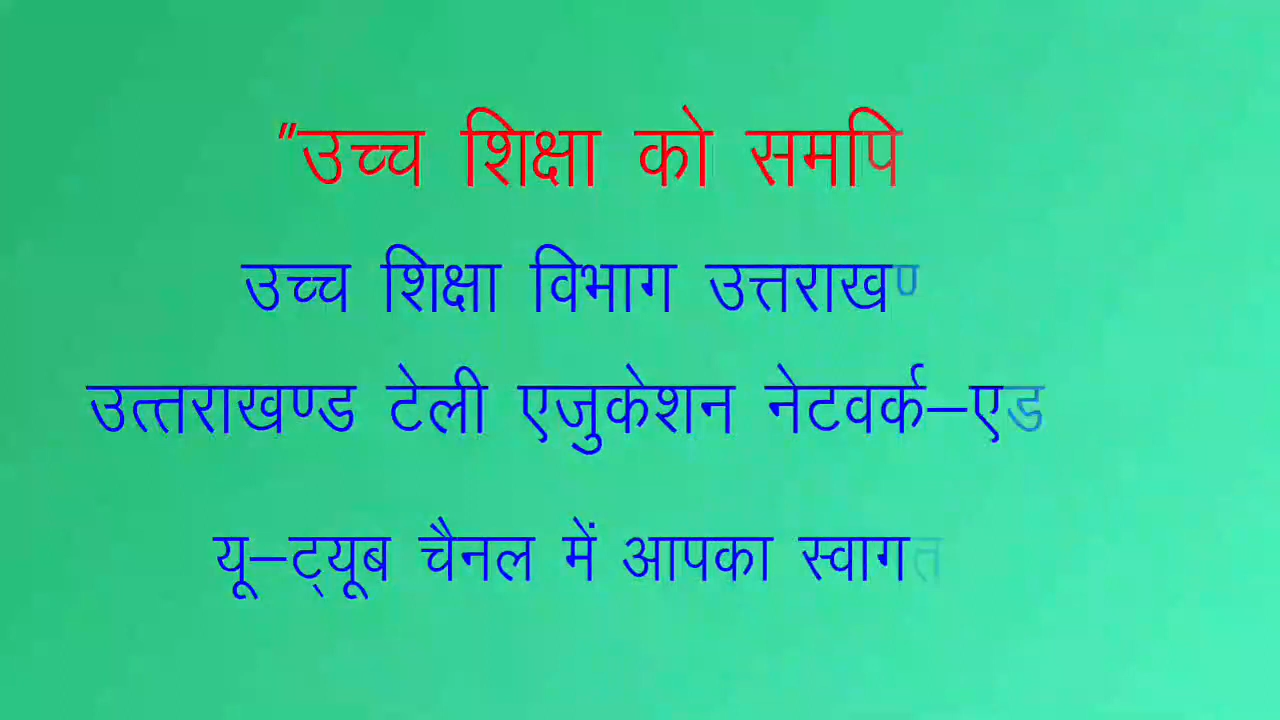 "उच्च शिक्षा को समपि
उच्च शिक्षा विभाग उत्तराखण
उत्तराखण्ड टेली एजुकेशन नेटवर्क–एड
यू–ट्यूब चैनल में आपका स्वागत